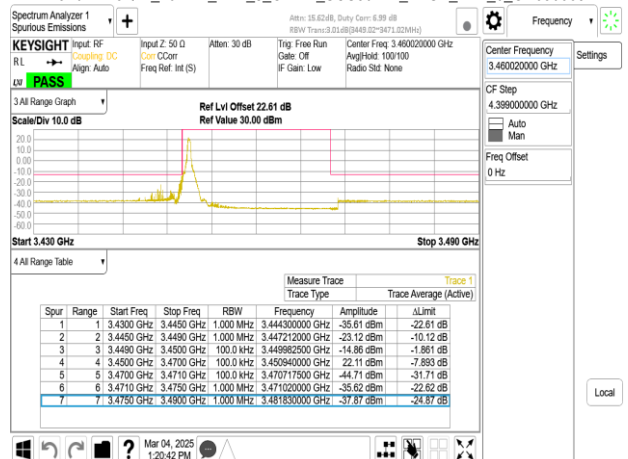 Spectrum Analyzer 1
Spurious Emissions
Attn: 15.62dB, Duty Corr: 6.99 dB
RBW Trans:3.01dB[3449.02~3471.02MHz]
Frequency
KEYSIGHT
RL
LXI
PASS
Input: RF
Coupling: DC
Align: Auto
Input Z: 50 Ω
Corr CCorr
Freq Ref: Int (S)
Atten: 30 dB
Trig: Free Run
Gate: Off
IF Gain: Low
Center Freq: 3.460020000 GHz
Avg|Hold: 100/100
Radio Std: None
Center Frequency
3.460020000 GHz
Settings
CF Step
4.399000000 GHz
Auto
Man
Freq Offset
0 Hz
Local
3 All Range Graph
Scale/Div 10.0 dB
Ref Lvl Offset 22.61 dB
Ref Value 30.00 dBm
20.0
10.0
0.00
-10.0
-20.0
-30.0
-40.0
-50.0
-60.0
Start 3.430 GHz
Stop 3.490 GHz
4 All Range Table
Measure Trace Trace 1
Trace Type Trace Average (Active)
Spur Range Start Freq Stop Freq RBW Frequency Amplitude ΔLimit
1 1 3.4300 GHz 3.4450 GHz 1.000 MHz 3.444300000 GHz -35.61 dBm -22.61 dB
2 2 3.4450 GHz 3.4490 GHz 1.000 MHz 3.447212000 GHz -23.12 dBm -10.12 dB
3 3 3.4490 GHz 3.4500 GHz 100.0 kHz 3.449982500 GHz -14.86 dBm -1.861 dB
4 4 3.4500 GHz 3.4700 GHz 100.0 kHz 3.450940000 GHz 22.11 dBm -7.893 dB
5 5 3.4700 GHz 3.4710 GHz 100.0 kHz 3.470717500 GHz -44.71 dBm -31.71 dB
6 6 3.4710 GHz 3.4750 GHz 1.000 MHz 3.471020000 GHz -35.62 dBm -22.62 dB
7 7 3.4750 GHz 3.4900 GHz 1.000 MHz 3.481830000 GHz -37.87 dBm -24.87 dB
?
Mar 04, 2025
1:20:42 PM